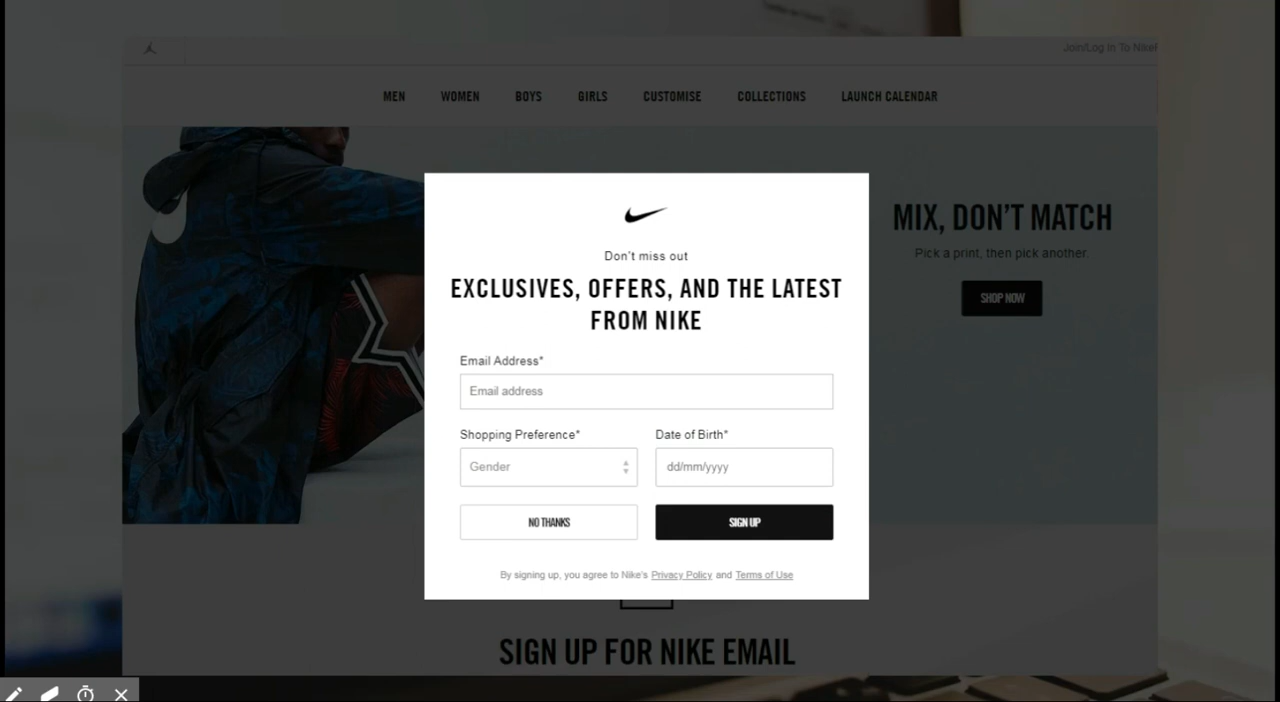 Join/Log In To Nike
MEN WOMEN BOYS GIRLS CUSTOMISE COLLECTIONS LAUNCH CALENDAR
MIX, DON'T MATCH
Pick a print, then pick another.
SHOP NOW
Don't miss out
EXCLUSIVES, OFFERS, AND THE LATEST
FROM NIKE
Email Address*
Email address
Shopping Preference* Date of Birth*
Gender dd/mm/yyyy
NO THANKS SIGN UP
By signing up, you agree to Nike's Privacy Policy and Terms of Use
SIGN UP FOR NIKE EMAIL